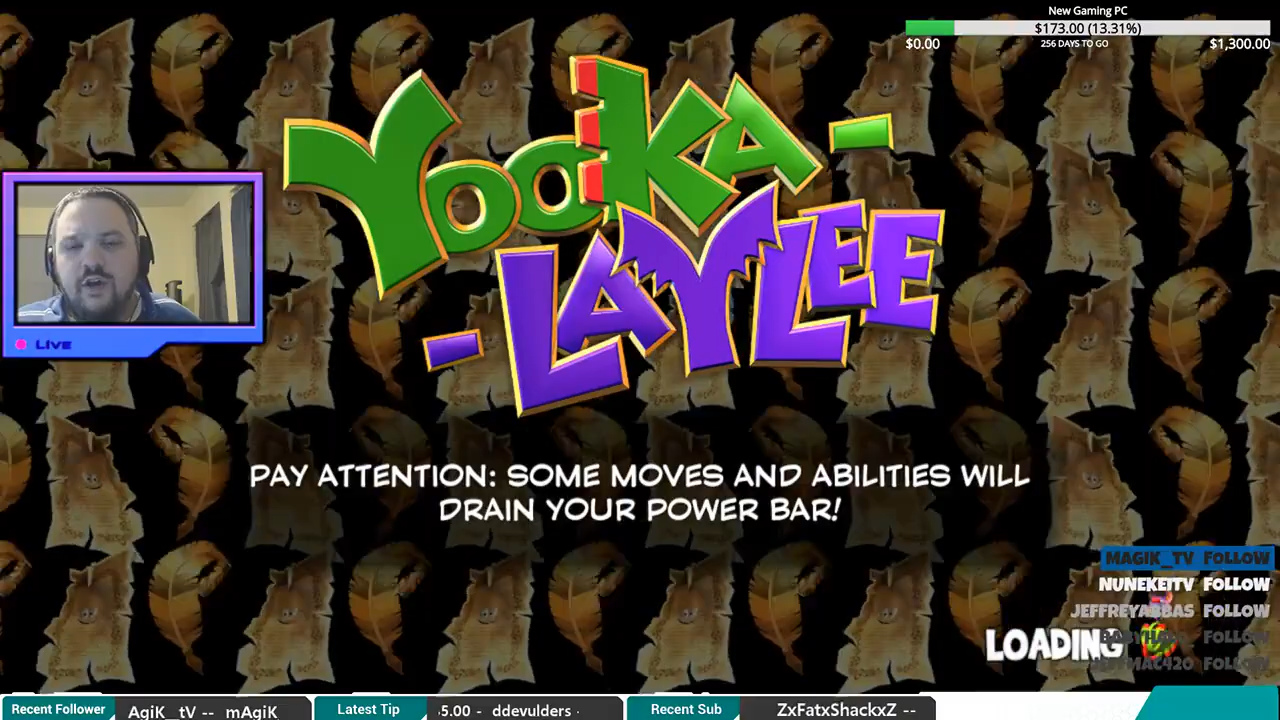 New Gaming PC
$173.00 (13.31%)
$0.00
256 DAYS TO GO
$1,300.00
YOOKA-
-LAYLEE
LIVE
PAY ATTENTION: SOME MOVES AND ABILITIES WILL
DRAIN YOUR POWER BAR!
MAGIK_TV FOLLOW
NUNEKEITV FOLLOW
JEFFREYABBAS FOLLOW
FOLLOW
LOADING
FOLLOW
Recent Follower
AgiK_tV -- mAgiK
Latest Tip
5.00 - ddevulders -
Recent Sub
ZxFatxShackxZ --